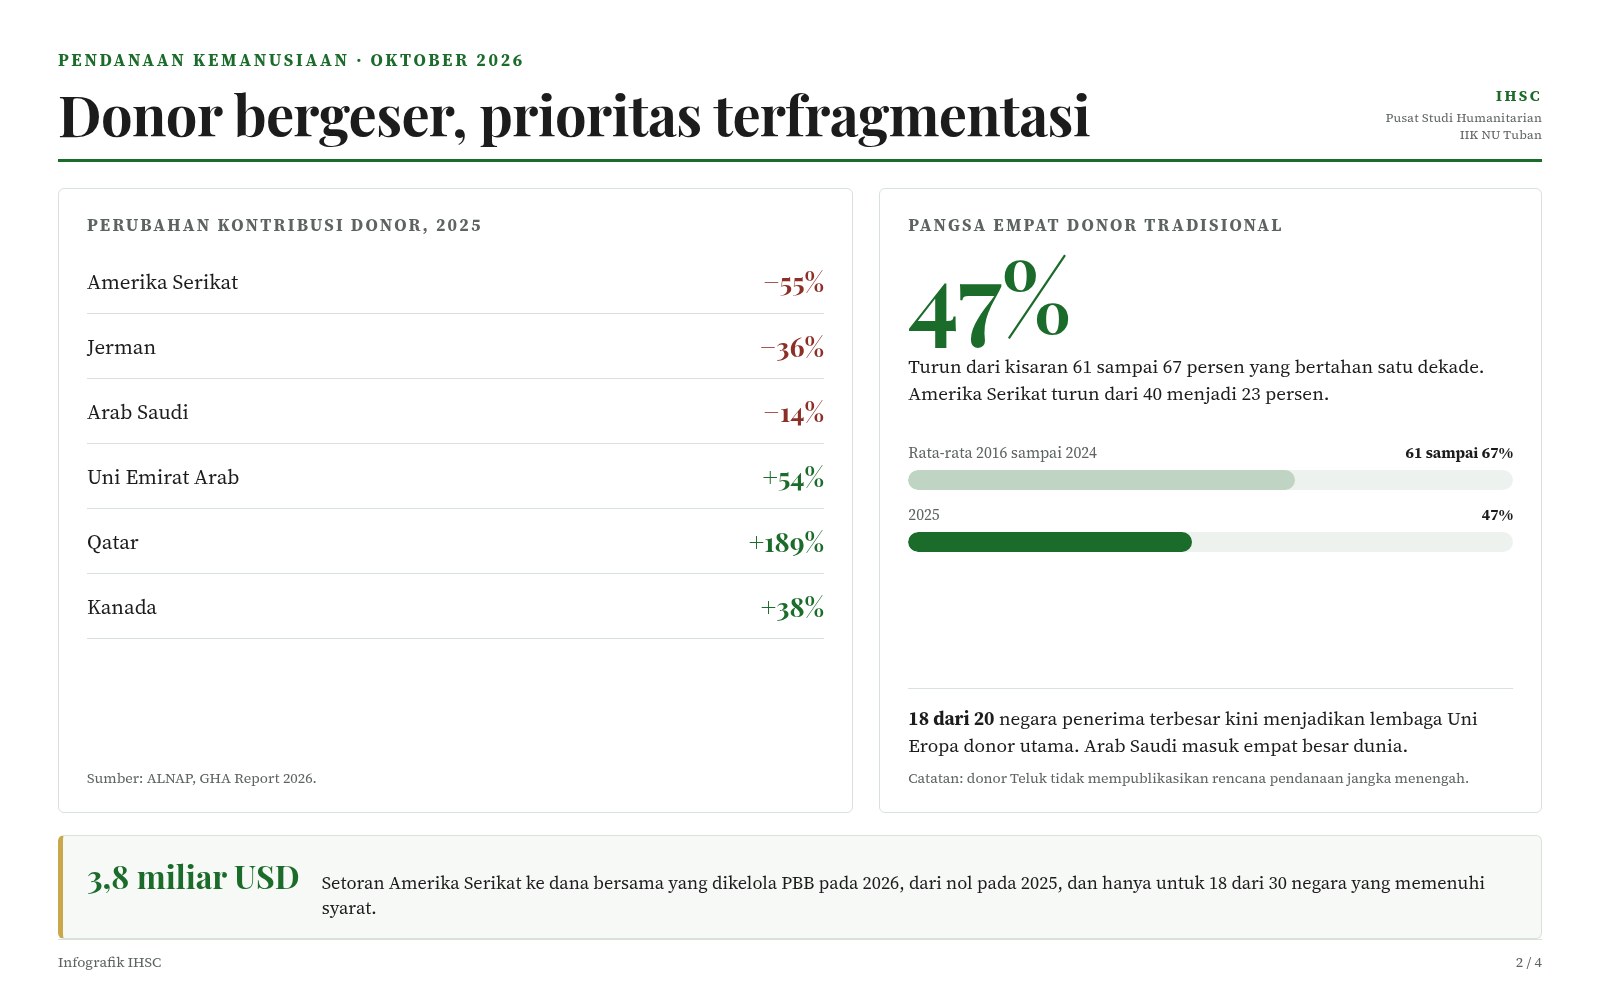 PENDANAAN KEMANUSIAAN · OKTOBER 2026
Donor bergeser, prioritas terfragmentasi
IHSC
Pusat Studi Humanitarian
IIK NU Tuban
PERUBAHAN KONTRIBUSI DONOR, 2025
Amerika Serikat −55%
Jerman −36%
Arab Saudi −14%
Uni Emirat Arab +54%
Qatar +189%
Kanada +38%
Sumber: ALNAP, GHA Report 2026.
PANGSA EMPAT DONOR TRADISIONAL
47%
Turun dari kisaran 61 sampai 67 persen yang bertahan satu dekade.
Amerika Serikat turun dari 40 menjadi 23 persen.
Rata-rata 2016 sampai 2024 61 sampai 67%
2025 47%
18 dari 20 negara penerima terbesar kini menjadikan lembaga Uni
Eropa donor utama. Arab Saudi masuk empat besar dunia.
Catatan: donor Teluk tidak mempublikasikan rencana pendanaan jangka menengah.
3,8 miliar USD
Setoran Amerika Serikat ke dana bersama yang dikelola PBB pada 2026, dari nol pada 2025, dan hanya untuk 18 dari 30 negara yang memenuhi
syarat.
Infografik IHSC
2 / 4